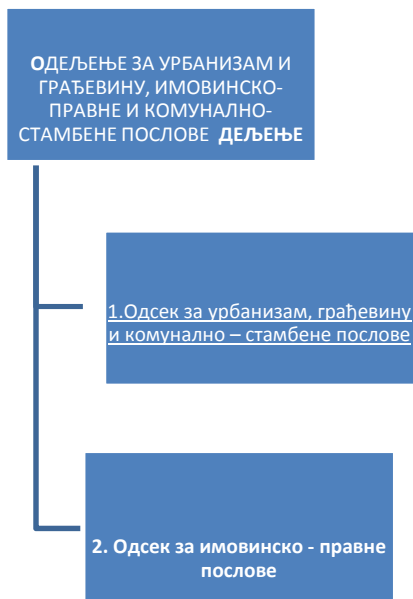 ОДЕЉЕЊЕ ЗА УРБАНИЗАМ И
ГРАЂЕВИНУ, ИМОВИНСКО-
ПРАВНЕ И КОМУНАЛНО-
СТАМБЕНЕ ПОСЛОВЕ ДЕЉЕЊЕ
1.Одсек за урбанизам, грађевину
и комунално – стамбене послове
2. Одсек за имовинско - правне
послове